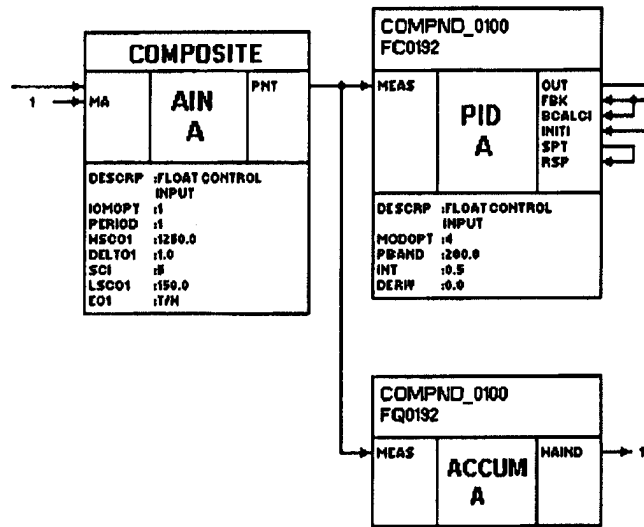 COMPOSITE
1
MA
AIN
A
PNT
DESCRP :FLOAT CONTROL
INPUT
IOMOPT :1
PERIOD :1
HSCO1 :1250.0
DELTO1 :1.0
SCI :5
LSCO1 :150.0
EO1 :T/H
COMPND_0100
FC0192
MEAS
PID
A
OUT
FBK
BCALCI
INITI
SPT
RSP
DESCRP :FLOAT CONTROL
INPUT
MODOPT :4
PBAND :200.0
INT :0.5
DERIV :0.0
COMPND_0100
FQ0192
MEAS
ACCUM
A
HAIND
1